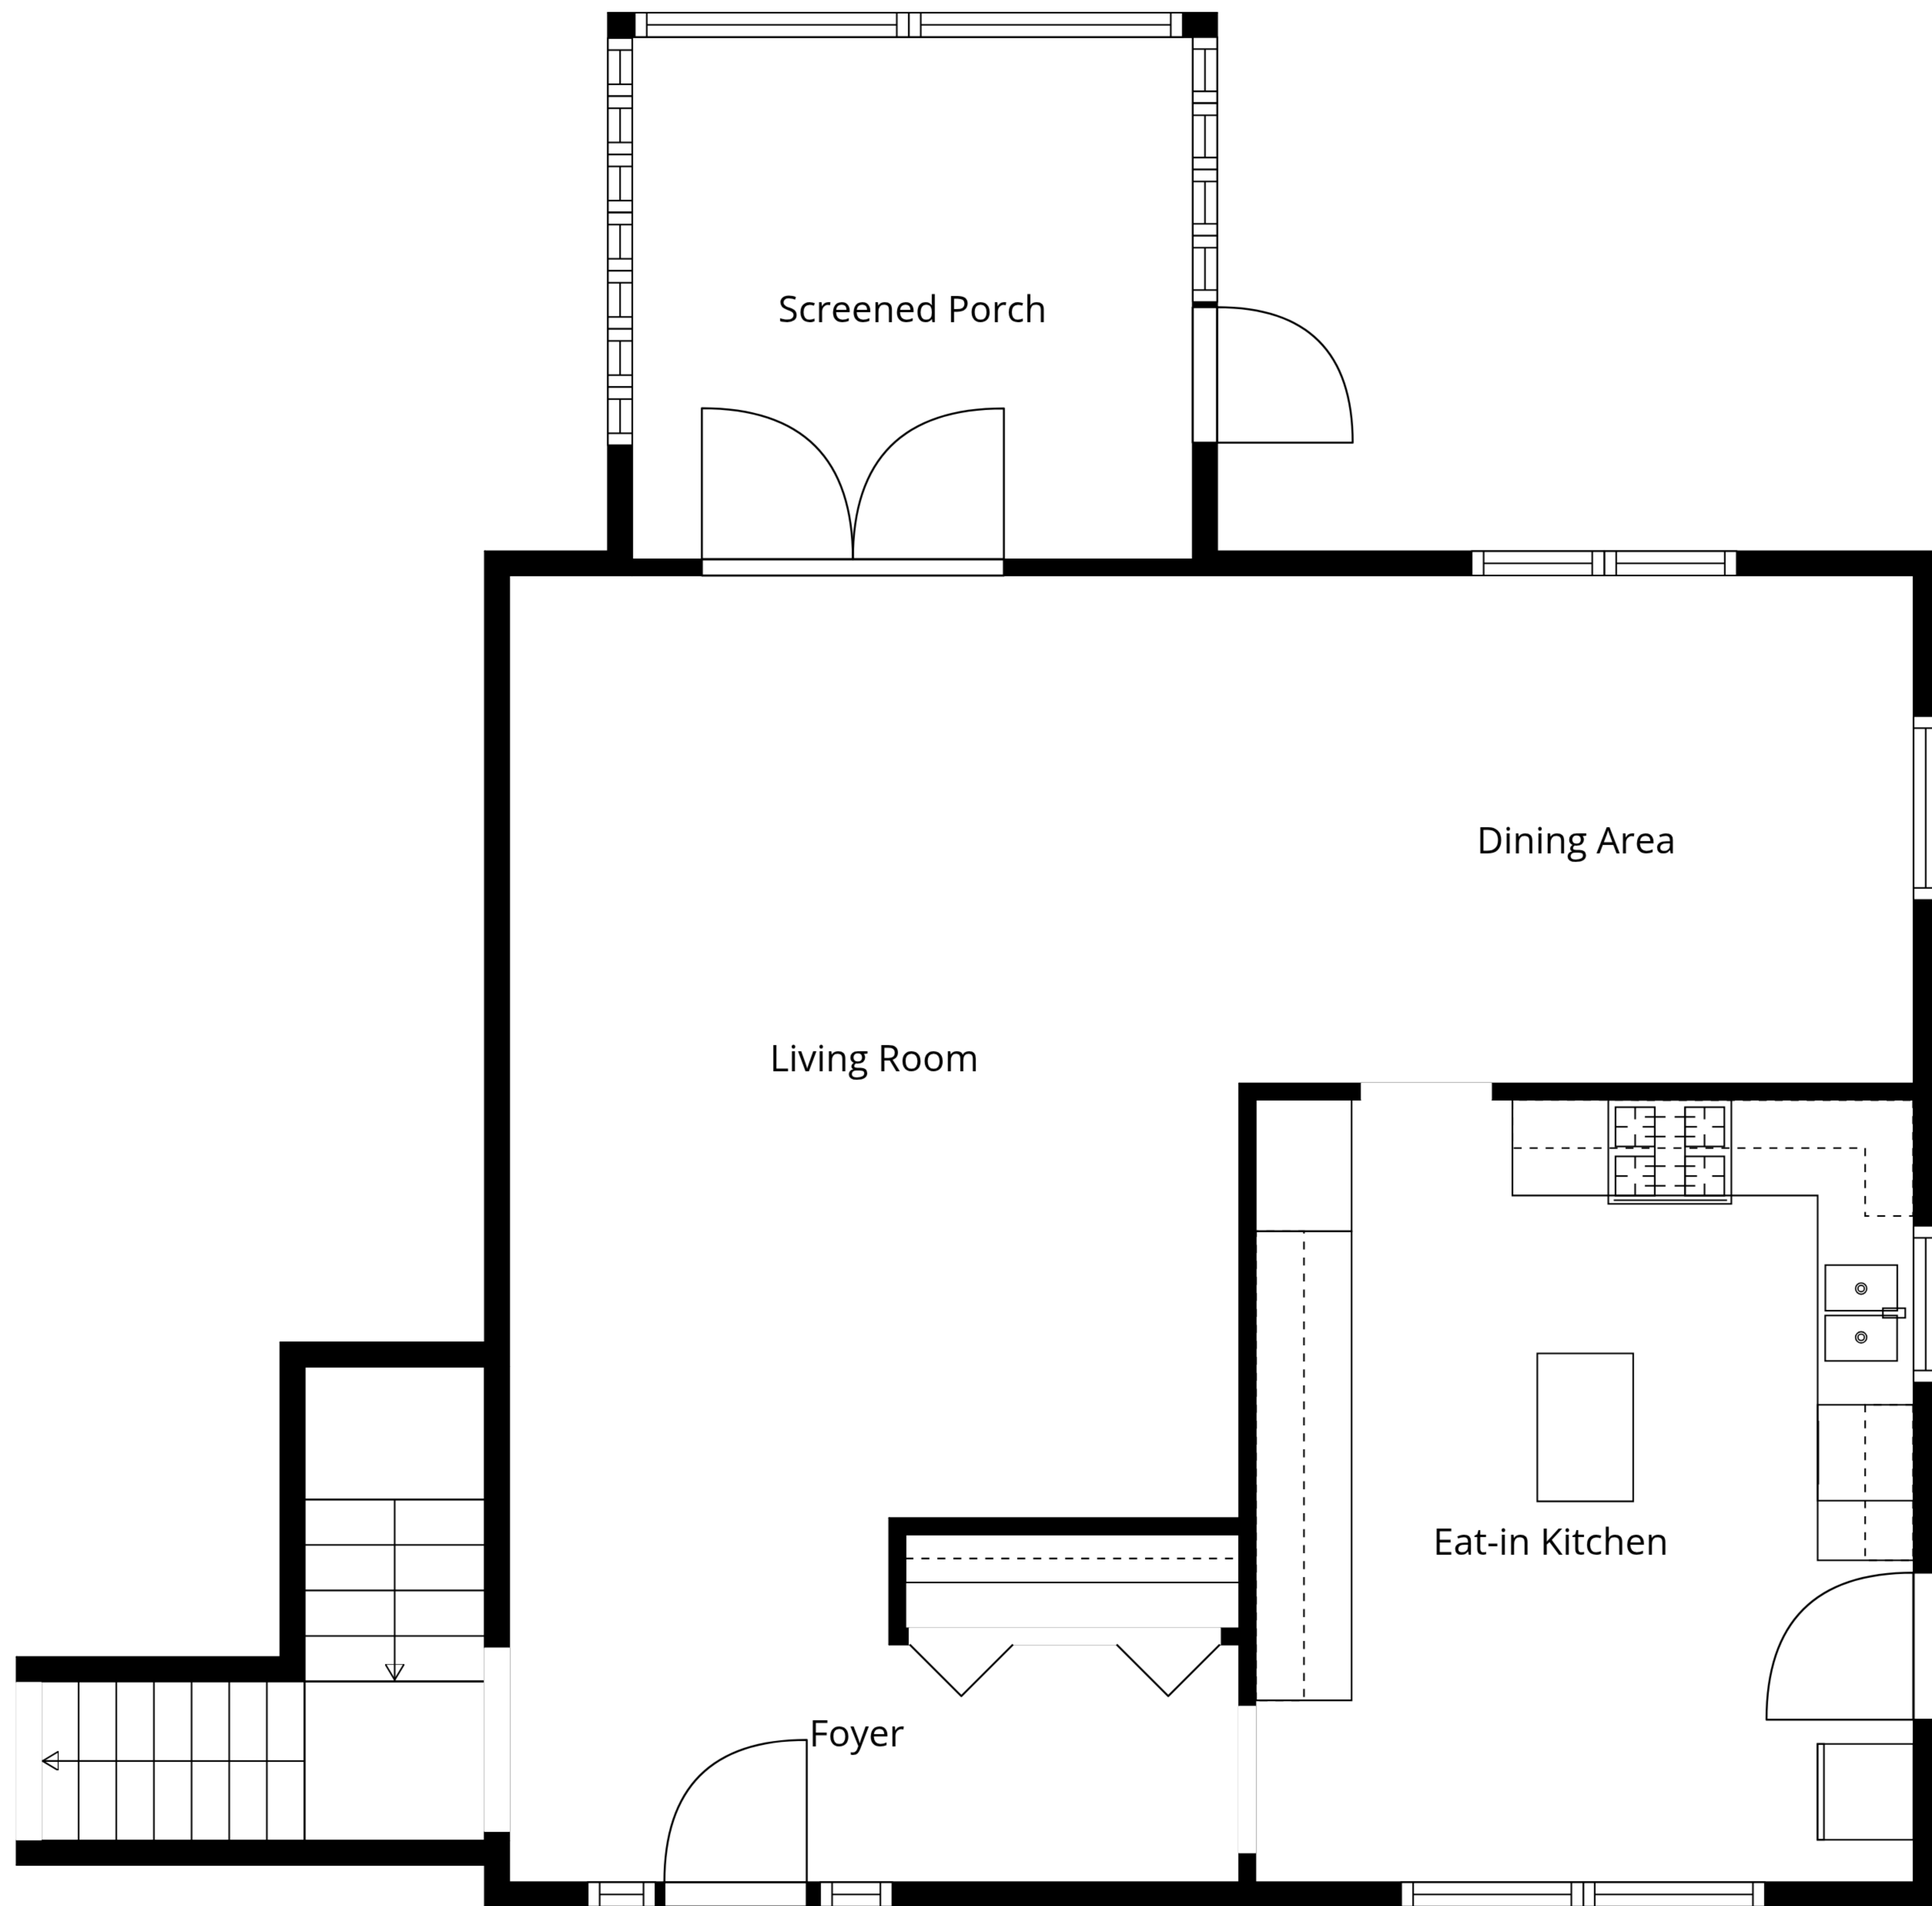 Screened Porch
Dining Area
Living Room
Eat-in Kitchen
Foyer